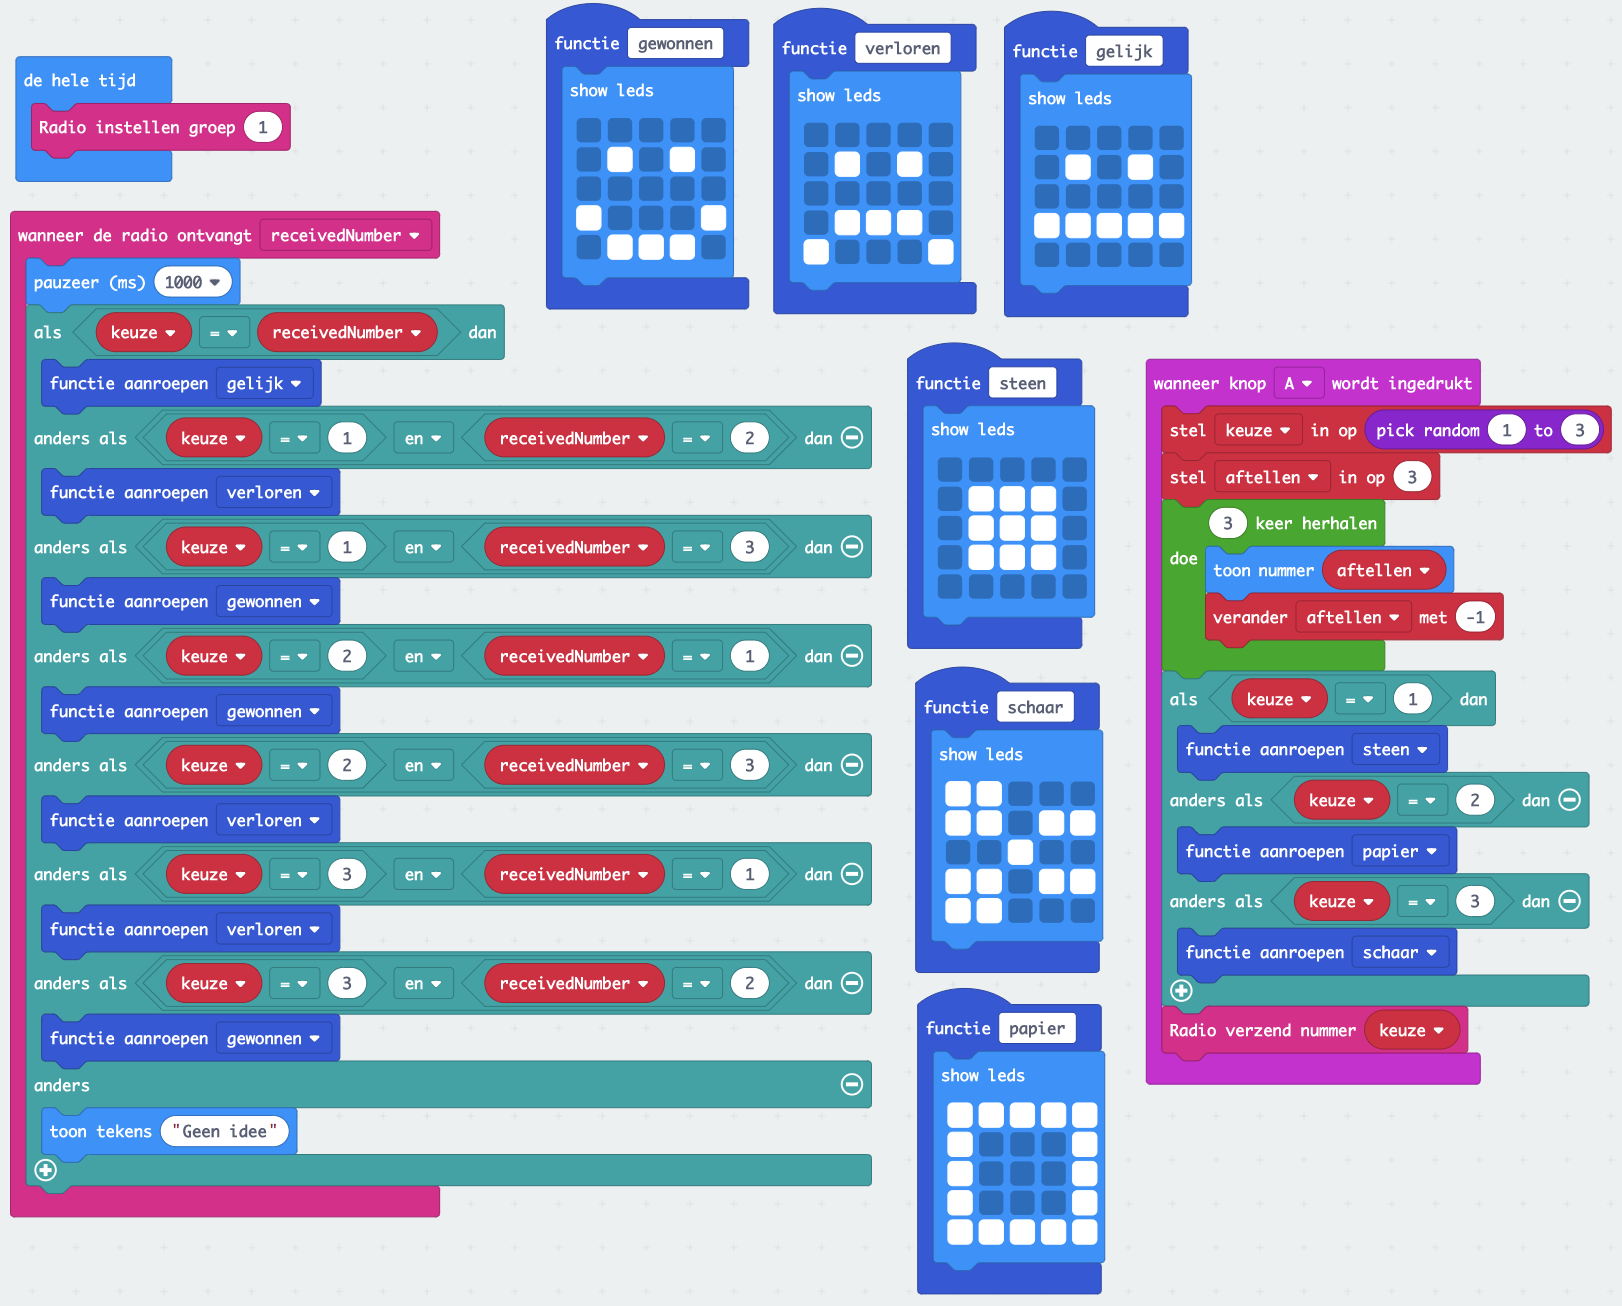 de hele tijd
Radio instellen groep 1
wanneer de radio ontvangt receivedNumber
pauzeer (ms) 1000
als keuze = receivedNumber dan
functie aanroepen gelijk
anders als keuze = 1 en receivedNumber = 2 dan
functie aanroepen verloren
anders als keuze = 1 en receivedNumber = 3 dan
functie aanroepen gewonnen
anders als keuze = 2 en receivedNumber = 1 dan
functie aanroepen gewonnen
anders als keuze = 2 en receivedNumber = 3 dan
functie aanroepen verloren
anders als keuze = 3 en receivedNumber = 1 dan
functie aanroepen verloren
anders als keuze = 3 en receivedNumber = 2 dan
functie aanroepen gewonnen
anders
toon tekens "Geen idee"
functie gewonnen
show leds
functie verloren
show leds
functie gelijk
show leds
functie steen
show leds
functie schaar
show leds
functie papier
show leds
wanneer knop A wordt ingedrukt
stel keuze in op pick random 1 to 3
stel aftellen in op 3
3 keer herhalen
doe
toon nummer aftellen
verander aftellen met -1
als keuze = 1 dan
functie aanroepen steen
anders als keuze = 2 dan
functie aanroepen papier
anders als keuze = 3 dan
functie aanroepen schaar
Radio verzend nummer keuze